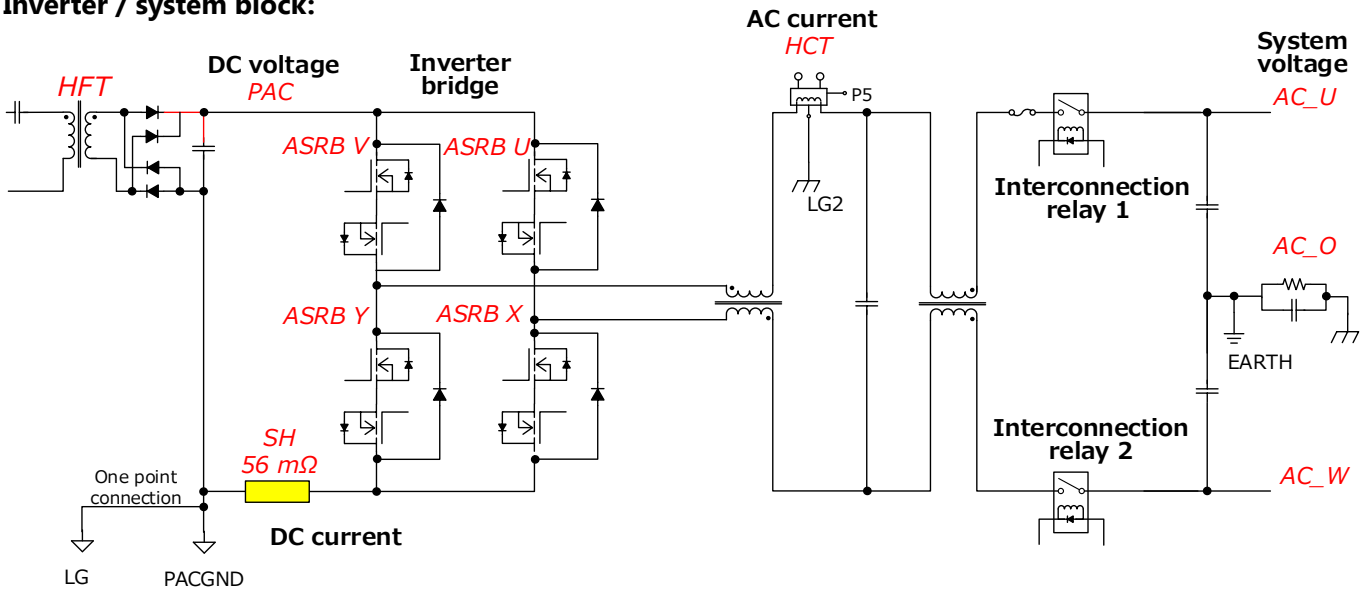 Inverter / system block:
AC current
HCT
System
voltage
DC voltage
PAC
Inverter
bridge
HFT
P5
AC_U
ASRB V
ASRB U
Interconnection
relay 1
LG2
AC_O
ASRB Y
ASRB X
EARTH
SH
56 mΩ
Interconnection
relay 2
One point
connection
AC_W
DC current
LG
PACGND